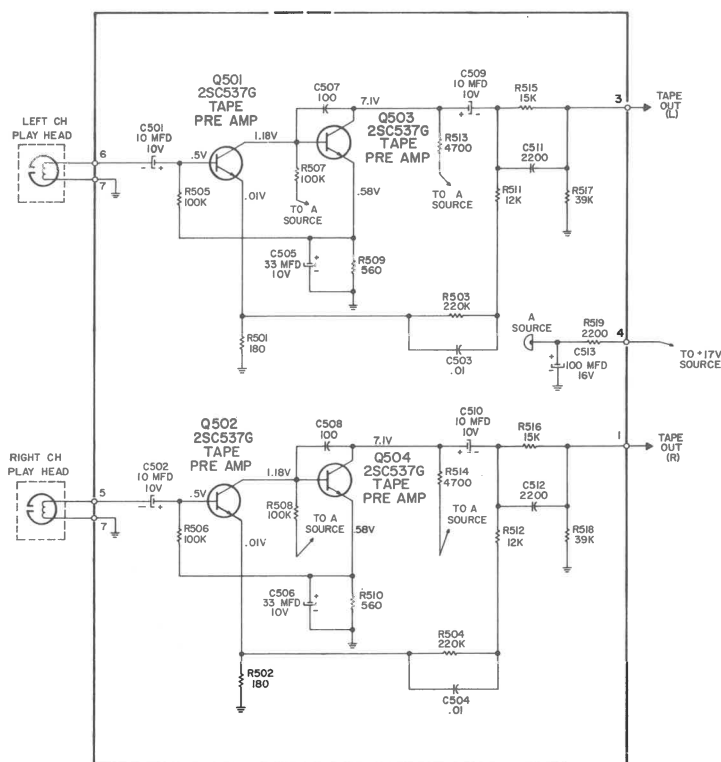 Q501
2SC537G
TAPE
PRE AMP
C507
100
7.1V
C509
10 MFD
10V
+
-
R515
15K
3
TAPE
OUT
(L)
Q503
2SC537G
TAPE
PRE AMP
R513
4700
TO A
SOURCE
LEFT CH
PLAY HEAD
6
7
C501
10 MFD
10V
-
+
.5V
1.18V
.01V
R505
100K
R507
100K
TO A
SOURCE
.58V
C511
2200
R511
12K
R517
39K
C505
33 MFD
10V
+
-
R509
560
R503
220K
C503
.01
R501
180
A
SOURCE
R519
2200
4
C513
100 MFD
16V
+
-
TO +17V
SOURCE
Q502
2SC537G
TAPE
PRE AMP
C508
100
7.1V
C510
10 MFD
10V
+
-
R516
15K
1
TAPE
OUT
(R)
Q504
2SC537G
TAPE
PRE AMP
R514
4700
TO A
SOURCE
RIGHT CH
PLAY HEAD
5
7
C502
10 MFD
10V
-
+
.5V
1.18V
.01V
R506
100K
R508
100K
TO A
SOURCE
.58V
C512
2200
R512
12K
R518
39K
C506
33 MFD
10V
+
-
R510
560
R504
220K
C504
.01
R502
180